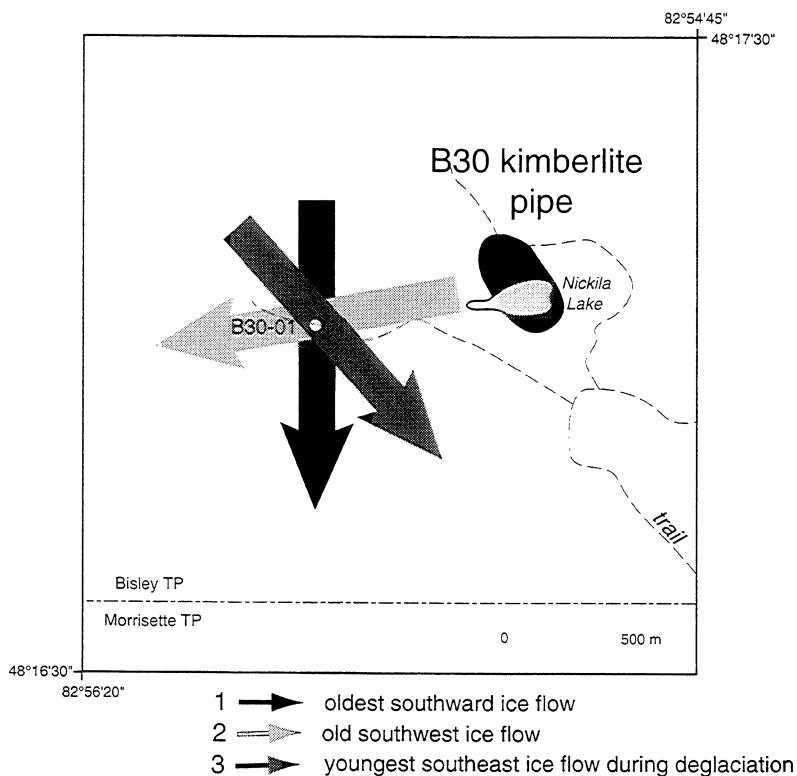 82°54'45"
48°17'30"
B30 kimberlite
pipe
Nickila
Lake
B30-01
trail
Bisley TP
Morrisette TP
0 500 m
48°16'30"
82°56'20"
1 oldest southward ice flow
2 old southwest ice flow
3 youngest southeast ice flow during deglaciation